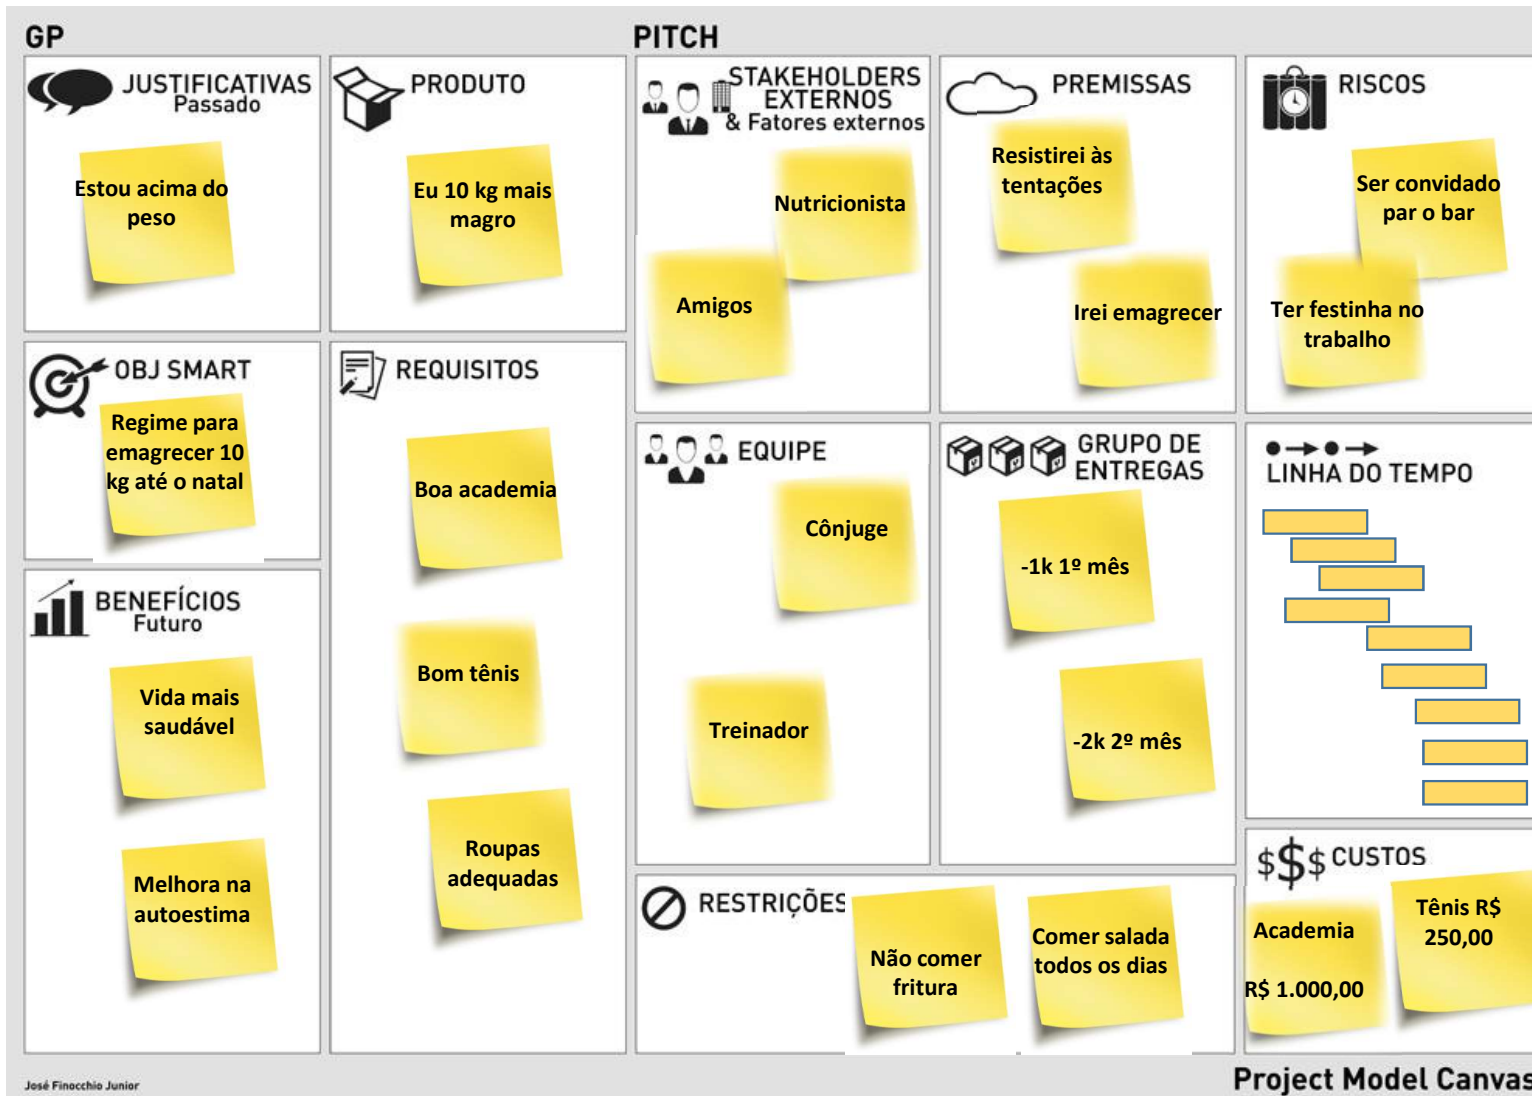 GP
PITCH
JUSTIFICATIVAS
Passado
Estou acima do
peso
PRODUTO
Eu 10 kg mais
magro
STAKEHOLDERS
EXTERNOS
& Fatores externos
Nutricionista
Amigos
PREMISSAS
Resistirei às
tentações
Irei emagrecer
RISCOS
Ser convidado
par o bar
Ter festinha no
trabalho
OBJ SMART
Regime para
emagrecer 10
kg até o natal
REQUISITOS
Boa academia
Bom tênis
Roupas
adequadas
EQUIPE
Cônjuge
Treinador
GRUPO DE
ENTREGAS
-1k 1º mês
-2k 2º mês
LINHA DO TEMPO
BENEFÍCIOS
Futuro
Vida mais
saudável
Melhora na
autoestima
RESTRIÇÕES
Não comer
fritura
Comer salada
todos os dias
$$$ CUSTOS
Academia
R$ 1.000,00
Tênis R$
250,00
José Finocchio Junior
Project Model Canvas